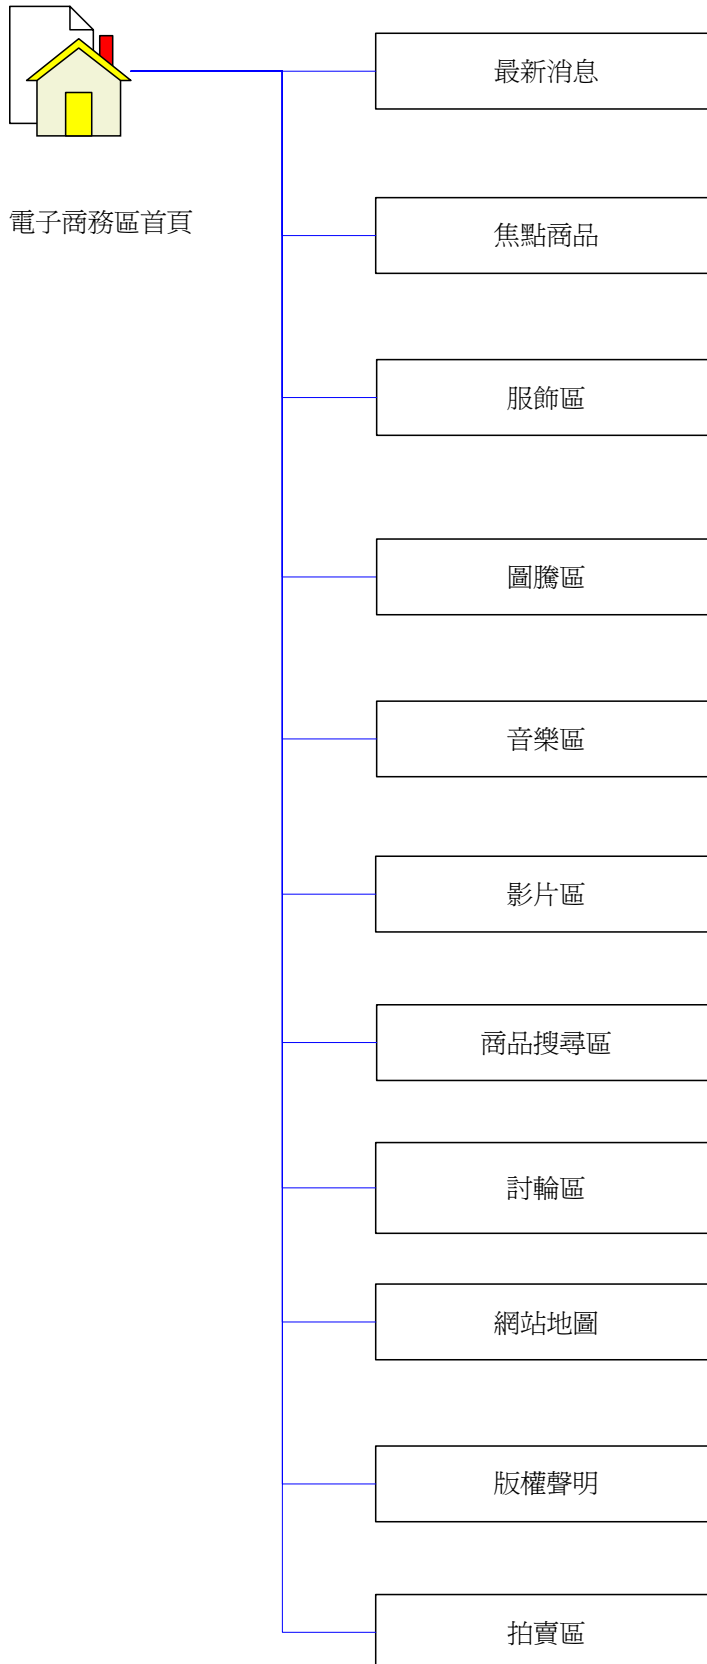 最新消息
電子商務區首頁
焦點商品
服飾區
圖騰區
音樂區
影片區
商品搜尋區
討輪區
網站地圖
版權聲明
拍賣區